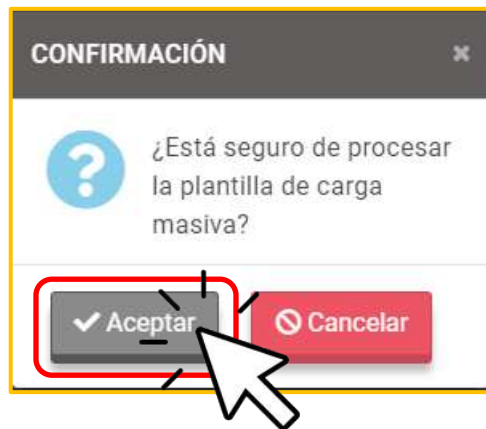 CONFIRMACIÓN
¿Está seguro de procesar
la plantilla de carga
masiva?
Aceptar
Cancelar